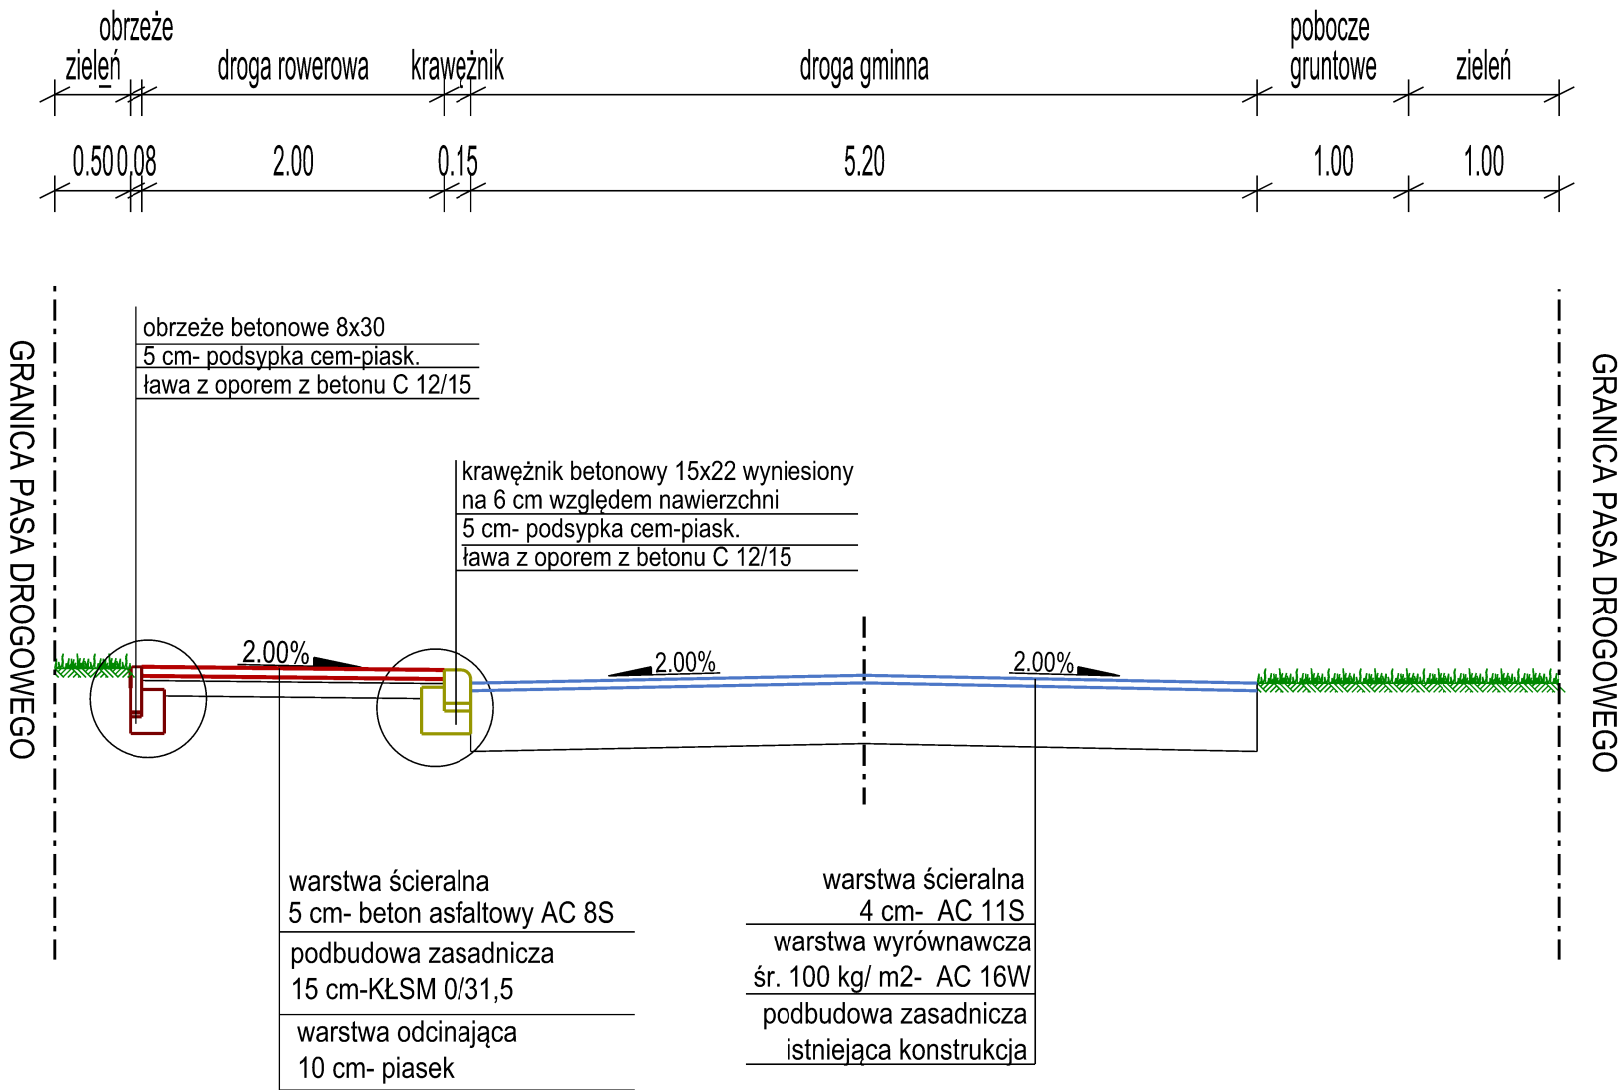 obrzeże
zieleń
droga rowerowa
krawężnik
droga gminna
pobocze
gruntowe
zieleń
0.50
0.08
2.00
0.15
5.20
1.00
1.00
GRANICA PASA DROGOWEGO
obrzeże betonowe 8x30
5 cm- podsypka cem-piask.
ława z oporem z betonu C 12/15
krawężnik betonowy 15x22 wyniesiony
na 6 cm względem nawierzchni
5 cm- podsypka cem-piask.
ława z oporem z betonu C 12/15
GRANICA PASA DROGOWEGO
2.00%
2.00%
2.00%
warstwa ścieralna
5 cm- beton asfaltowy AC 8S
podbudowa zasadnicza
15 cm-KŁSM 0/31,5
warstwa odcinająca
10 cm- piasek
warstwa ścieralna
4 cm- AC 11S
warstwa wyrównawcza
śr. 100 kg/ m2- AC 16W
podbudowa zasadnicza
istniejąca konstrukcja